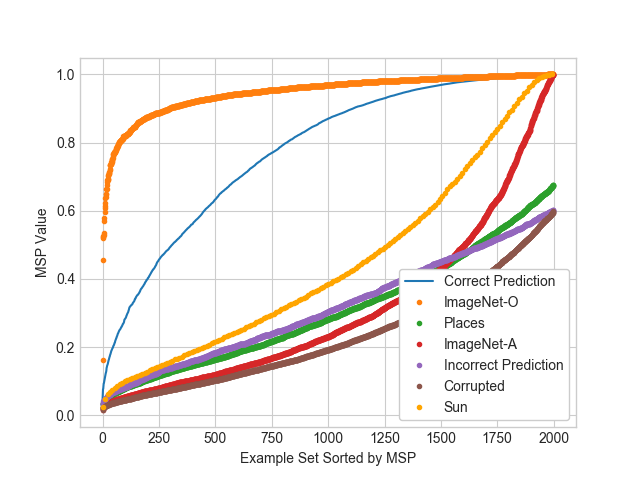 1.0
0.8
0.6
0.4
0.2
0.0
MSP Value
0
250
500
750
1000
1250
1500
1750
2000
Example Set Sorted by MSP
Correct Prediction
ImageNet-O
Places
ImageNet-A
Incorrect Prediction
Corrupted
Sun